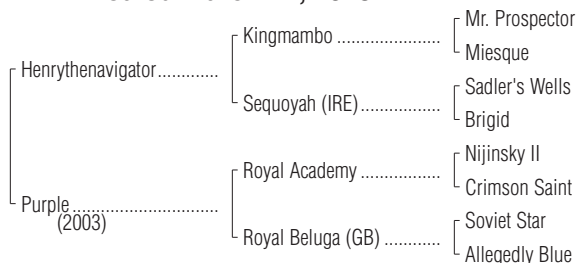 Kingmambo .................
Mr. Prospector
Miesque
Henrythenavigator............
Sequoyah (IRE)..................
Sadler's Wells
Brigid
Royal Academy ..................
Nijinsky II
Crimson Saint
Purple.............................
(2003)
Royal Beluga (GB) ............
Soviet Star
Allegedly Blue